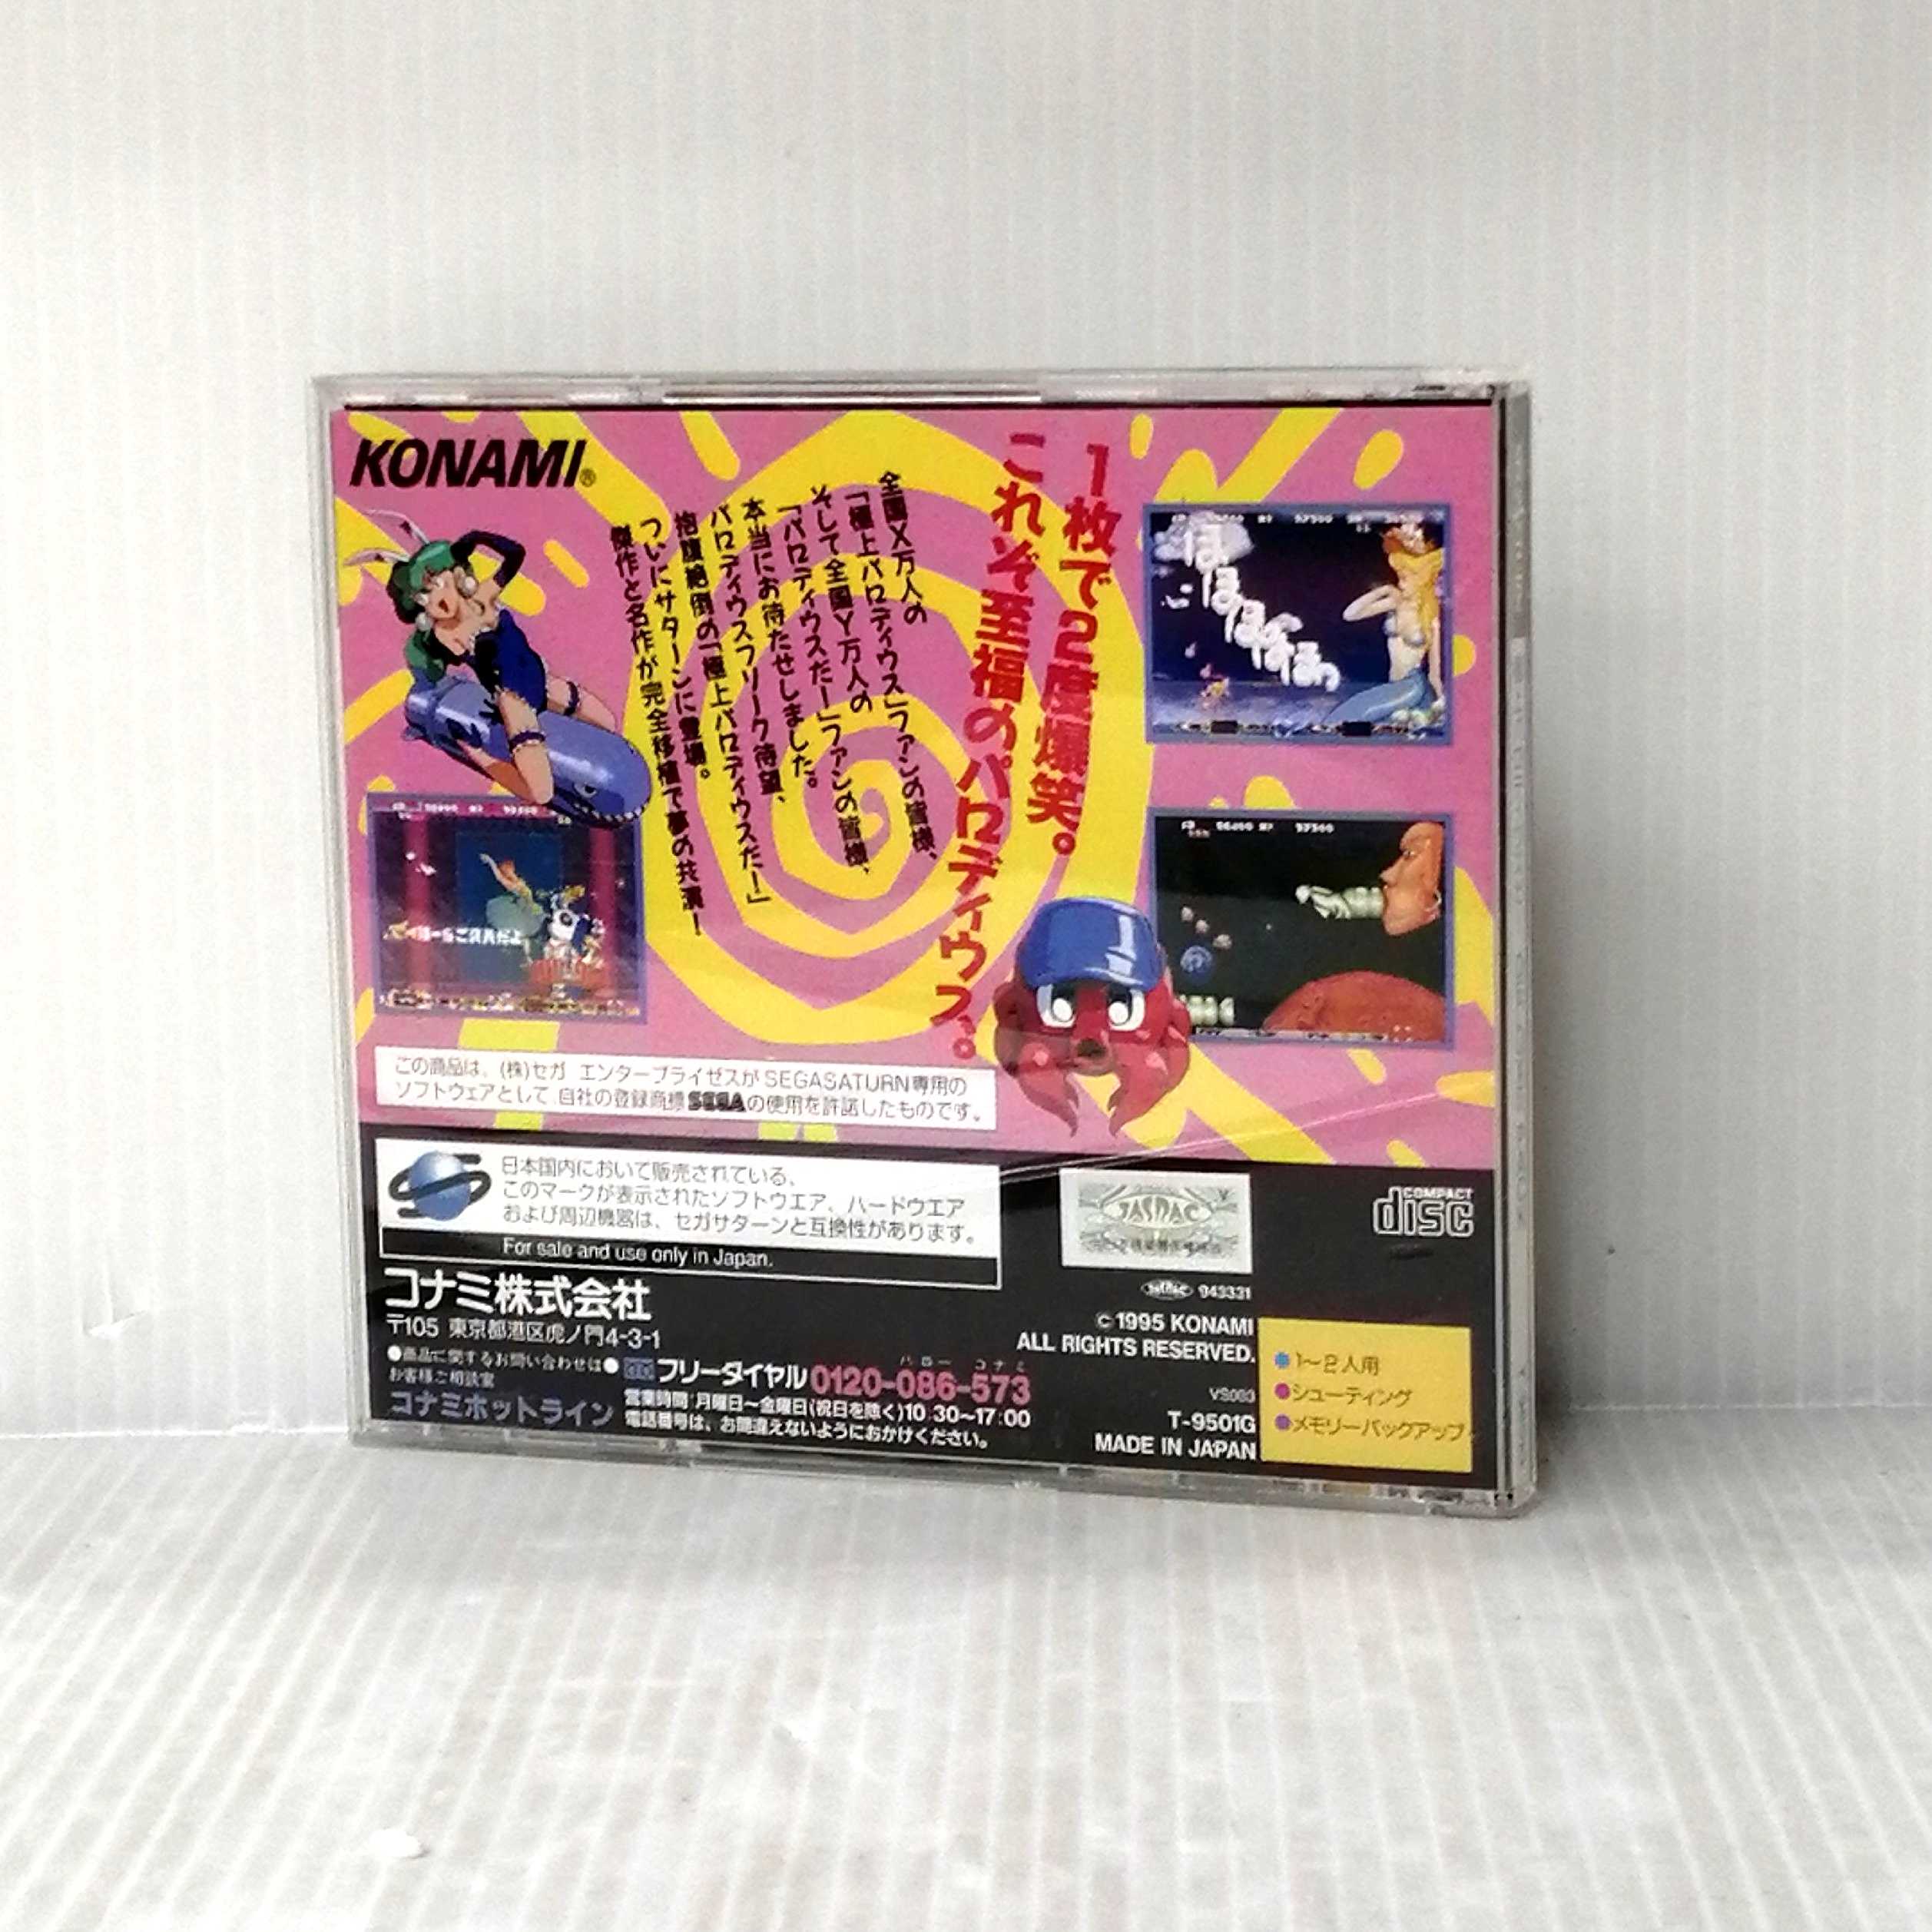 KONAMI®
1枚で2度爆笑。
これぞ至福のパロディウス。
全国X万人の
「極上パロディウス」ファンの皆様、
そして全国Y万人の
「パロディウスだ!」ファンの皆様、
本当にお待たせしました。
パロディウスフリーク待望、
抱腹絶倒の「極上パロディウスだ!」
ついにサターンに登場。
傑作と名作が完全移植で夢の共演!
この商品は、(株)セガ エンタープライゼスがSEGASATURN専用の
ソフトウェアとして、自社の登録商標SEGAの使用を許諾したものです。
日本国内において販売されている、
このマークが表示されたソフトウエア、ハードウエア
および周辺機器は、セガサターンと互換性があります。
For sale and use only in Japan.
コナミ株式会社
〒105 東京都港区虎ノ門4-3-1
●商品に関するお問い合わせは●
お客様ご相談室
コナミホットライン
フリーダイヤル0120-086-573
ハロー コナミ
営業時間 月曜日〜金曜日(祝日を除く)10:30〜17:00
電話番号は、お間違えないようにおかけください。
JASRAC
943331
© 1995 KONAMI
ALL RIGHTS RESERVED.
VS083
T-9501G
MADE IN JAPAN
COMPACT
disc
●1〜2人用
●シューティング
●メモリーバックアップ